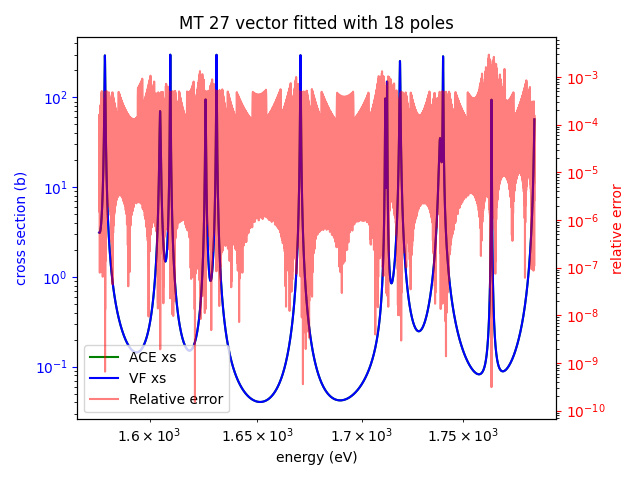 MT 27 vector fitted with 18 poles
cross section (b)
10²
10¹
10⁰
10⁻¹
10⁻³
10⁻⁴
10⁻⁵
10⁻⁶
10⁻⁷
10⁻⁸
10⁻⁹
10⁻¹⁰
relative error
ACE xs
VF xs
Relative error
1.6 × 10³ 1.65 × 10³ 1.7 × 10³ 1.75 × 10³
energy (eV)